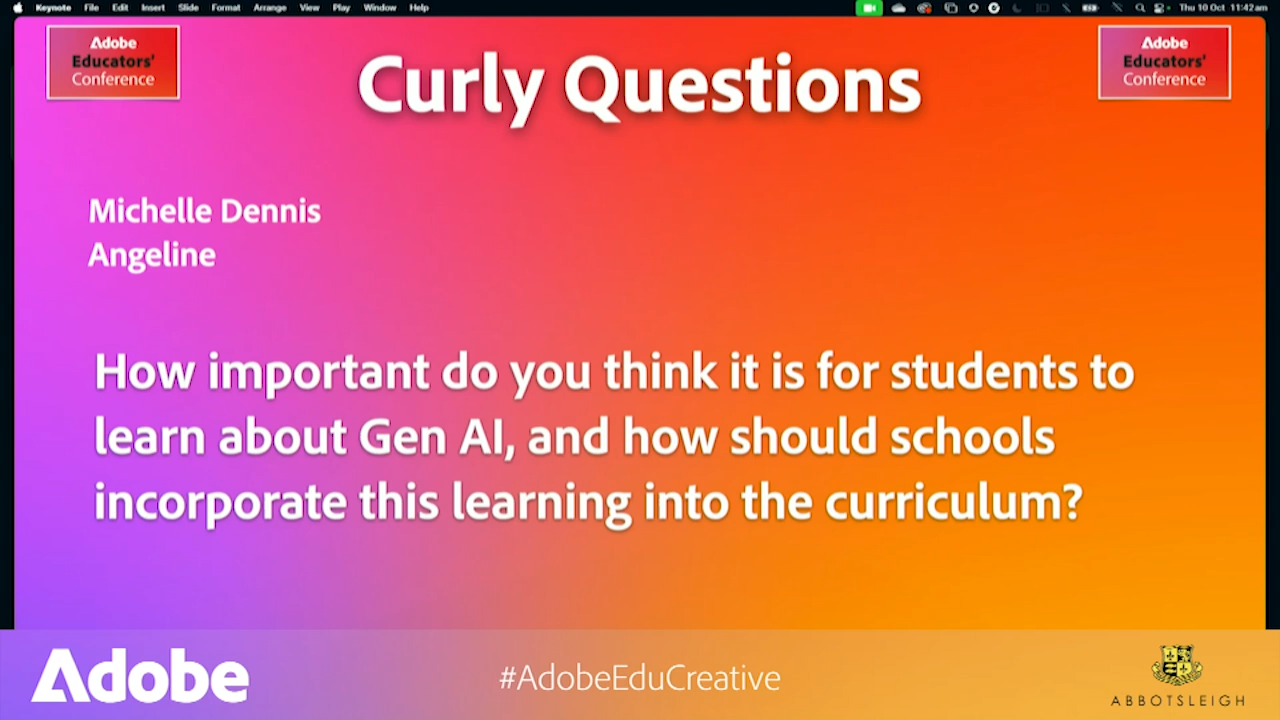 Keynote File Edit Insert Slide Format Arrange View Play Window Help
Thu 10 Oct 11:42 am
Adobe
Educators'
Conference
Curly Questions
Adobe
Educators'
Conference
Michelle Dennis
Angeline
How important do you think it is for students to
learn about Gen AI, and how should schools
incorporate this learning into the curriculum?
Adobe
#AdobeEduCreative
ABBOTSLEIGH